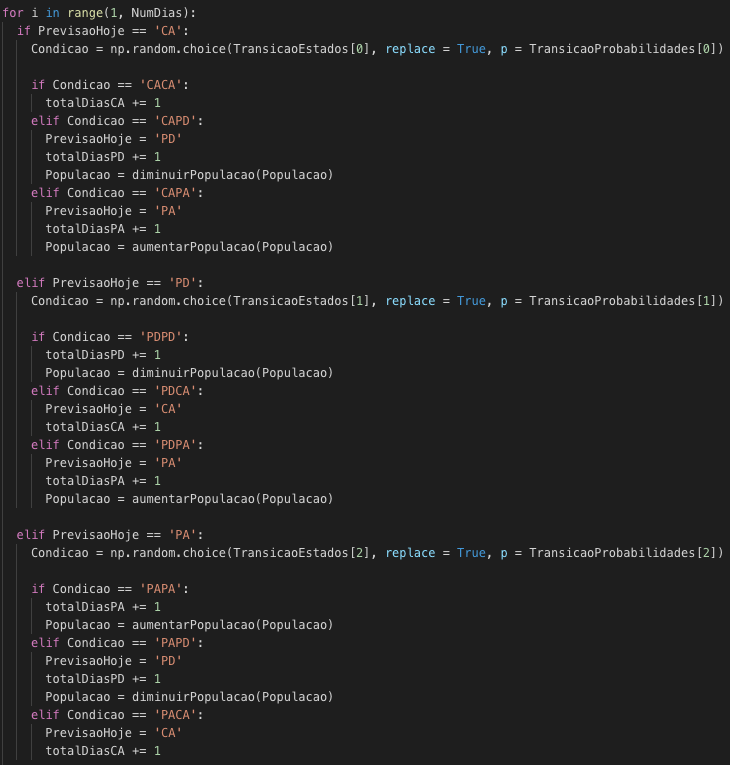 for i in range(1, NumDias):
  if PrevisaoHoje == 'CA':
    Condicao = np.random.choice(TransicaoEstados[0], replace = True, p = TransicaoProbabilidades[0])

    if Condicao == 'CACA':
      totalDiasCA += 1
    elif Condicao == 'CAPD':
      PrevisaoHoje = 'PD'
      totalDiasPD += 1
      Populacao = diminuirPopulacao(Populacao)
    elif Condicao == 'CAPA':
      PrevisaoHoje = 'PA'
      totalDiasPA += 1
      Populacao = aumentarPopulacao(Populacao)

  elif PrevisaoHoje == 'PD':
    Condicao = np.random.choice(TransicaoEstados[1], replace = True, p = TransicaoProbabilidades[1])

    if Condicao == 'PDPD':
      totalDiasPD += 1
      Populacao = diminuirPopulacao(Populacao)
    elif Condicao == 'PDCA':
      PrevisaoHoje = 'CA'
      totalDiasCA += 1
    elif Condicao == 'PDPA':
      PrevisaoHoje = 'PA'
      totalDiasPA += 1
      Populacao = aumentarPopulacao(Populacao)

  elif PrevisaoHoje == 'PA':
    Condicao = np.random.choice(TransicaoEstados[2], replace = True, p = TransicaoProbabilidades[2])

    if Condicao == 'PAPA':
      totalDiasPA += 1
      Populacao = aumentarPopulacao(Populacao)
    elif Condicao == 'PAPD':
      PrevisaoHoje = 'PD'
      totalDiasPD += 1
      Populacao = diminuirPopulacao(Populacao)
    elif Condicao == 'PACA':
      PrevisaoHoje = 'CA'
      totalDiasCA += 1